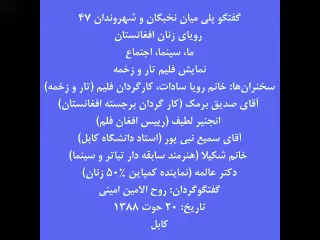 گفتگو پلی میان نخبگان و شهروندان ۴۷
رویای زنان افغانستان
ما، سینما، اجتماع
نمایش فلیم تار و زخمه
سخنران‌ها: خانم رویا سادات، کارگردان فلیم (تار و زخمه)
آقای صدیق برمک (کار گردان برجسته افغانستان)
انجنیر لطیف (رییس افغان فلم)
آقای سمیع نبی پور (استاد دانشگاه کابل)
خانم شکیلا (هنرمند سابقه دار تیاتر و سینما)
دکتر عالمه (نماینده کمپاین ۵۰٪ زنان)
گفتگوگردان: روح الامین امینی
تاریخ: ۲۰ حوت ۱۳۸۸
کابل